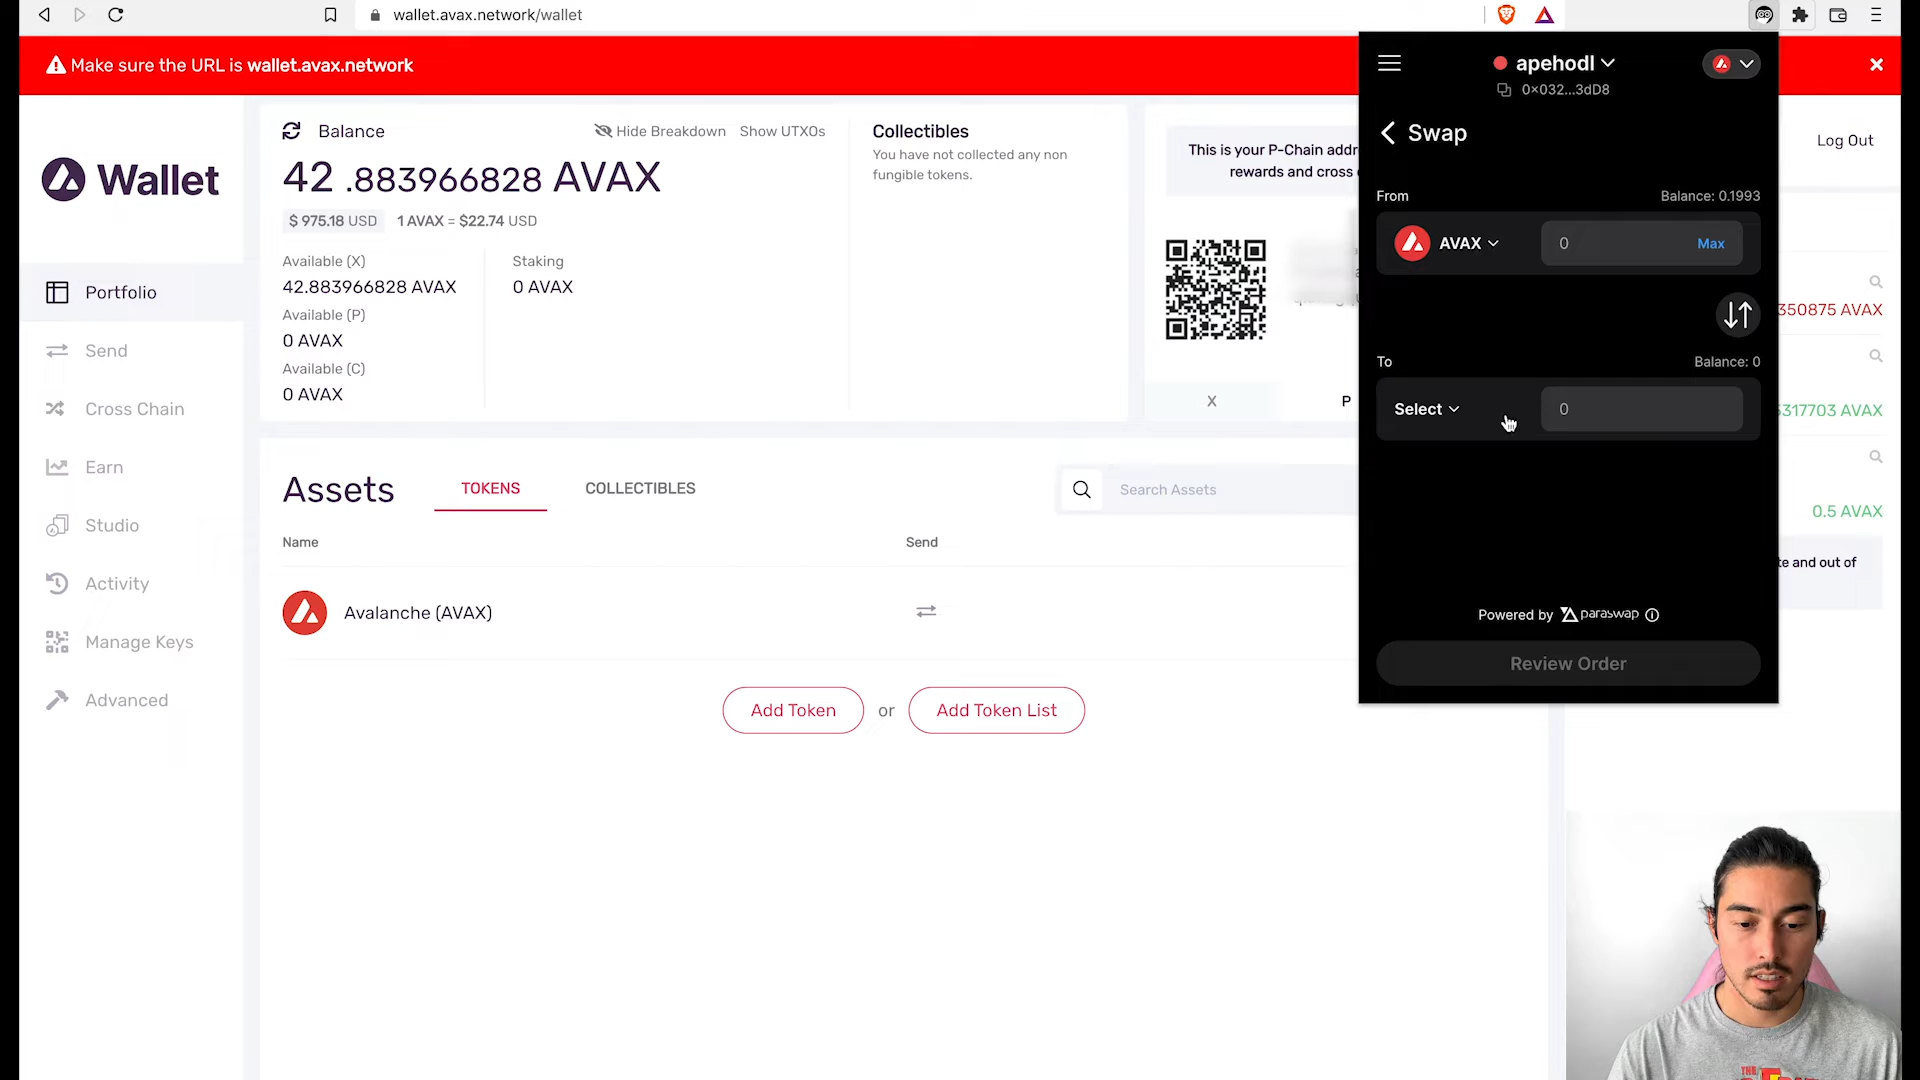 wallet.avax.network/wallet
Make sure the URL is wallet.avax.network
Wallet
Portfolio
Send
Cross Chain
Earn
Studio
Activity
Manage Keys
Advanced
Balance
Hide Breakdown
Show UTXOs
42 .883966828 AVAX
$ 975.18 USD
1 AVAX = $22.74 USD
Available (X)
42.883966828 AVAX
Available (P)
0 AVAX
Available (C)
0 AVAX
Staking
0 AVAX
Collectibles
You have not collected any non
fungible tokens.
This is your P-Chain addr
rewards and cross
X
P
Assets
TOKENS
COLLECTIBLES
Search Assets
Name
Send
Avalanche (AVAX)
Add Token
or
Add Token List
apehodl
0×032...3dD8
Swap
From
Balance: 0.1993
AVAX
0
Max
To
Balance: 0
Select
0
Powered by paraswap
Review Order
Log Out
350875 AVAX
317703 AVAX
0.5 AVAX
te and out of
THE